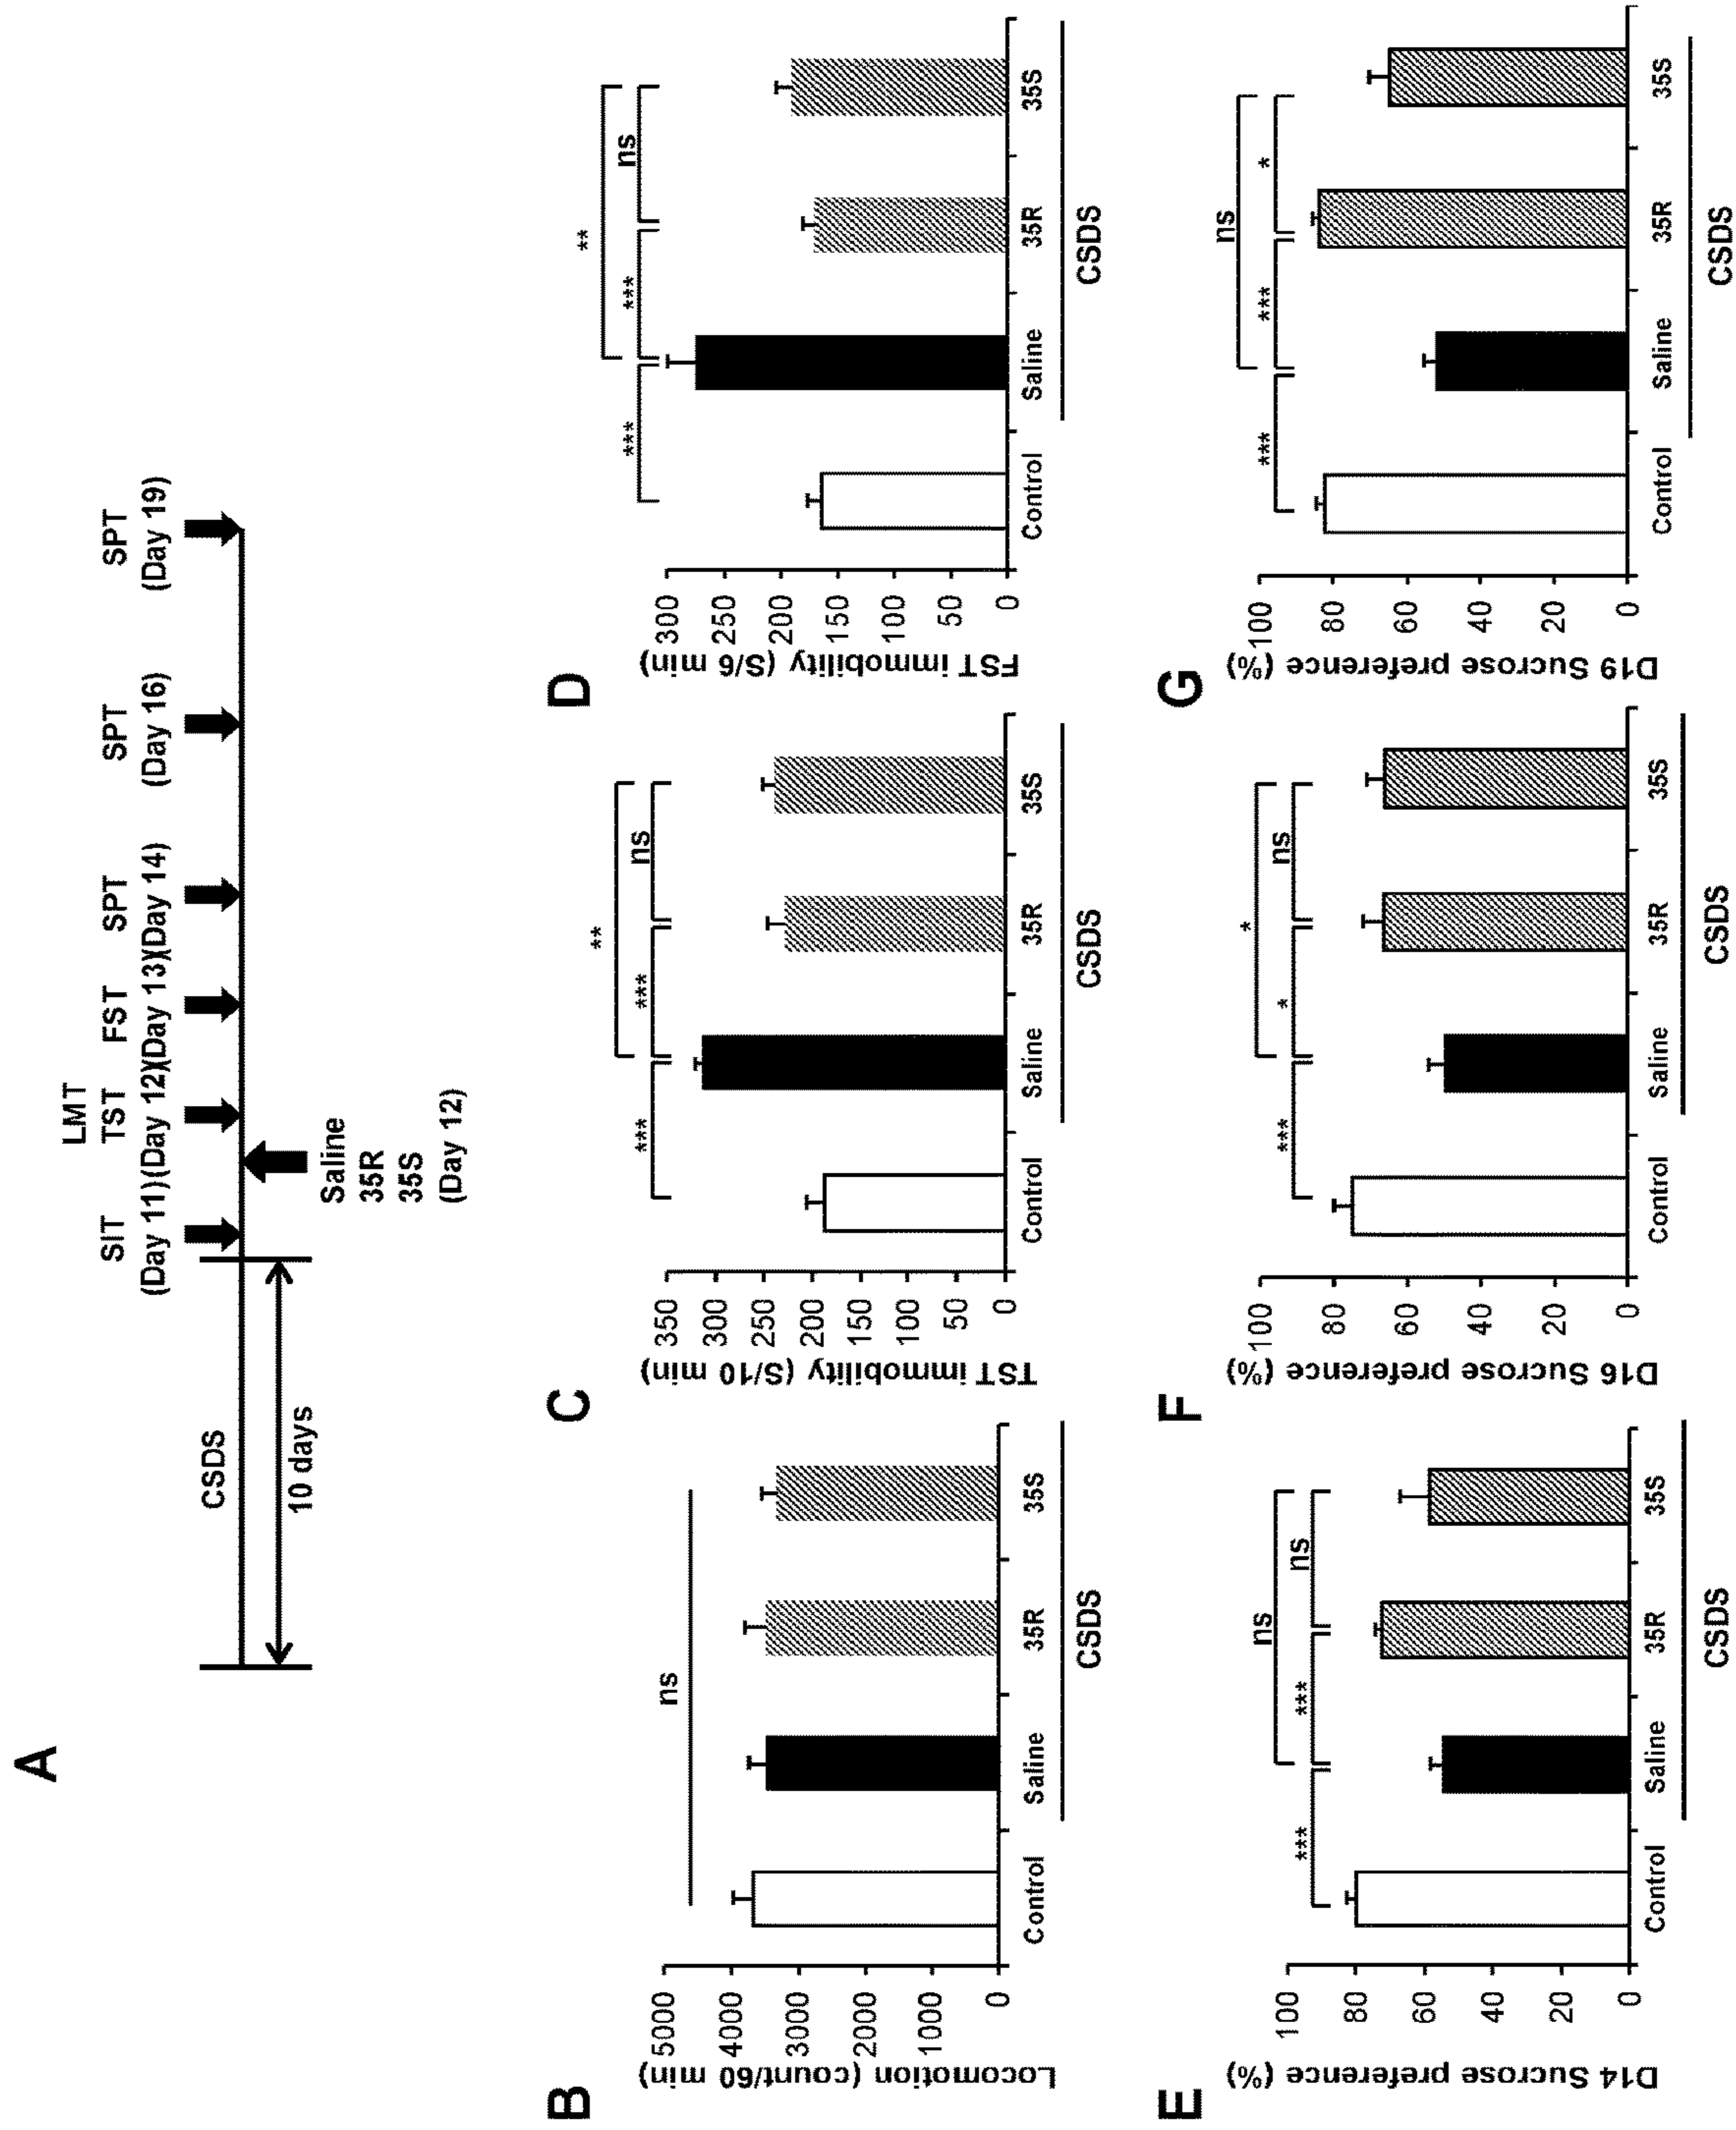 A
LMT
SIT TST FST SPT SPT SPT
(Day 11)(Day 12)(Day 13)(Day 14) (Day 16) (Day 19)
CSDS
10 days
Saline
35R
35S
(Day 12)
B
Locomotion (count/60 min)
5000
4000
3000
2000
1000
0
ns
Control Saline 35R 35S
CSDS
C
TST immobility (S/10 min)
350
300
250
200
150
100
50
0
**
*** *** ns
Control Saline 35R 35S
CSDS
D
FST immobility (S/6 min)
300
250
200
150
100
50
0
**
*** *** ns
Control Saline 35R 35S
CSDS
E
D14 Sucrose preference (%)
100
80
60
40
20
0
ns
*** *** ns
Control Saline 35R 35S
CSDS
F
D16 Sucrose preference (%)
100
80
60
40
20
0
*
*** * ns
Control Saline 35R 35S
CSDS
G
D19 Sucrose preference (%)
100
80
60
40
20
0
ns
*** *** *
Control Saline 35R 35S
CSDS